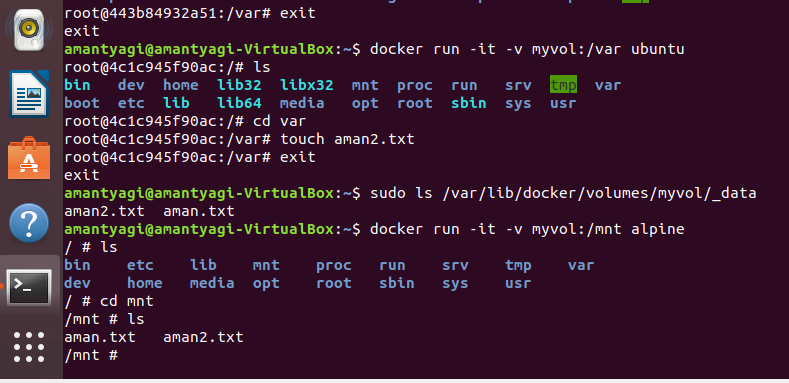 root@443b84932a51:/var# exit
exit
amantyagi@amantyagi-VirtualBox:~$ docker run -it -v myvol:/var ubuntu
root@4c1c945f90ac:/# ls
bin dev home lib32 libx32 mnt proc run srv tmp var
boot etc lib lib64 media opt root sbin sys usr
root@4c1c945f90ac:/# cd var
root@4c1c945f90ac:/var# touch aman2.txt
root@4c1c945f90ac:/var# exit
exit
amantyagi@amantyagi-VirtualBox:~$ sudo ls /var/lib/docker/volumes/myvol/_data
aman2.txt aman.txt
amantyagi@amantyagi-VirtualBox:~$ docker run -it -v myvol:/mnt alpine
/ # ls
bin etc lib mnt proc run srv tmp var
dev home media opt root sbin sys usr
/ # cd mnt
/mnt # ls
aman.txt aman2.txt
/mnt #